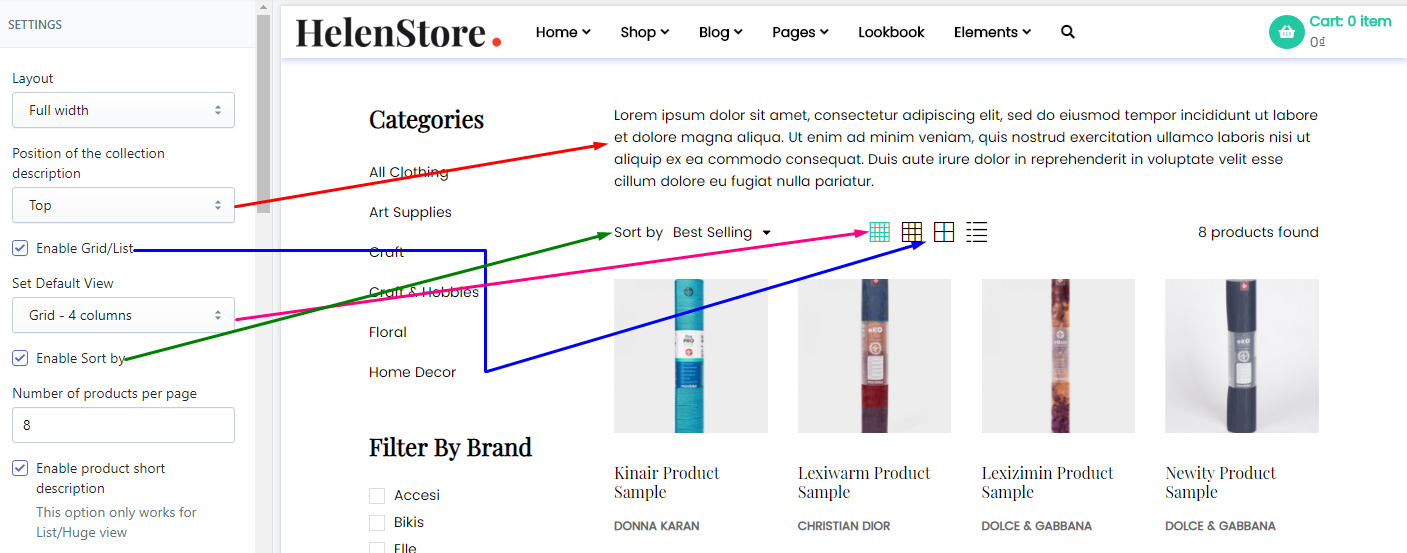 SETTINGS
Layout
Full width
Position of the collection
description
Top
Enable Grid/List
Set Default View
Grid - 4 columns
Enable Sort by
Number of products per page
8
Enable product short
description
This option only works for
List/Huge view
HelenStore.
Home
Shop
Blog
Pages
Lookbook
Elements
Cart: 0 item
0₫
Categories
All Clothing
Art Supplies
Craft
Craft & Hobbies
Floral
Home Decor
Filter By Brand
Accesi
Bikis
Elle
Lorem ipsum dolor sit amet, consectetur adipiscing elit, sed do eiusmod tempor incididunt ut labore
et dolore magna aliqua. Ut enim ad minim veniam, quis nostrud exercitation ullamco laboris nisi ut
aliquip ex ea commodo consequat. Duis aute irure dolor in reprehenderit in voluptate velit esse
cillum dolore eu fugiat nulla pariatur.
Sort by Best Selling
8 products found
Kinair Product
Sample
DONNA KARAN
Lexiwarm Product
Sample
CHRISTIAN DIOR
Lexizimin Product
Sample
DOLCE & GABBANA
Newity Product
Sample
DOLCE & GABBANA